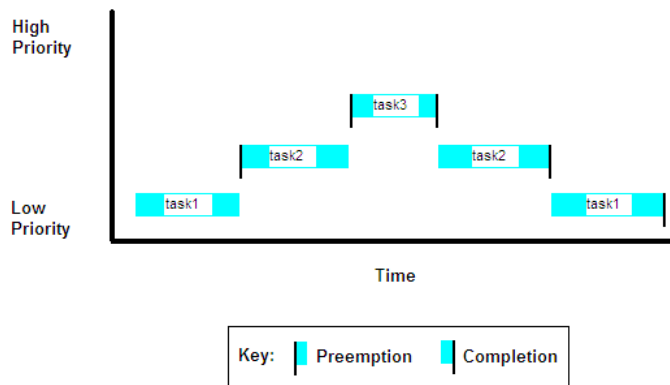 High
Priority
task3
task2
task2
task1
task1
Low
Priority
Time
Key: Preemption Completion